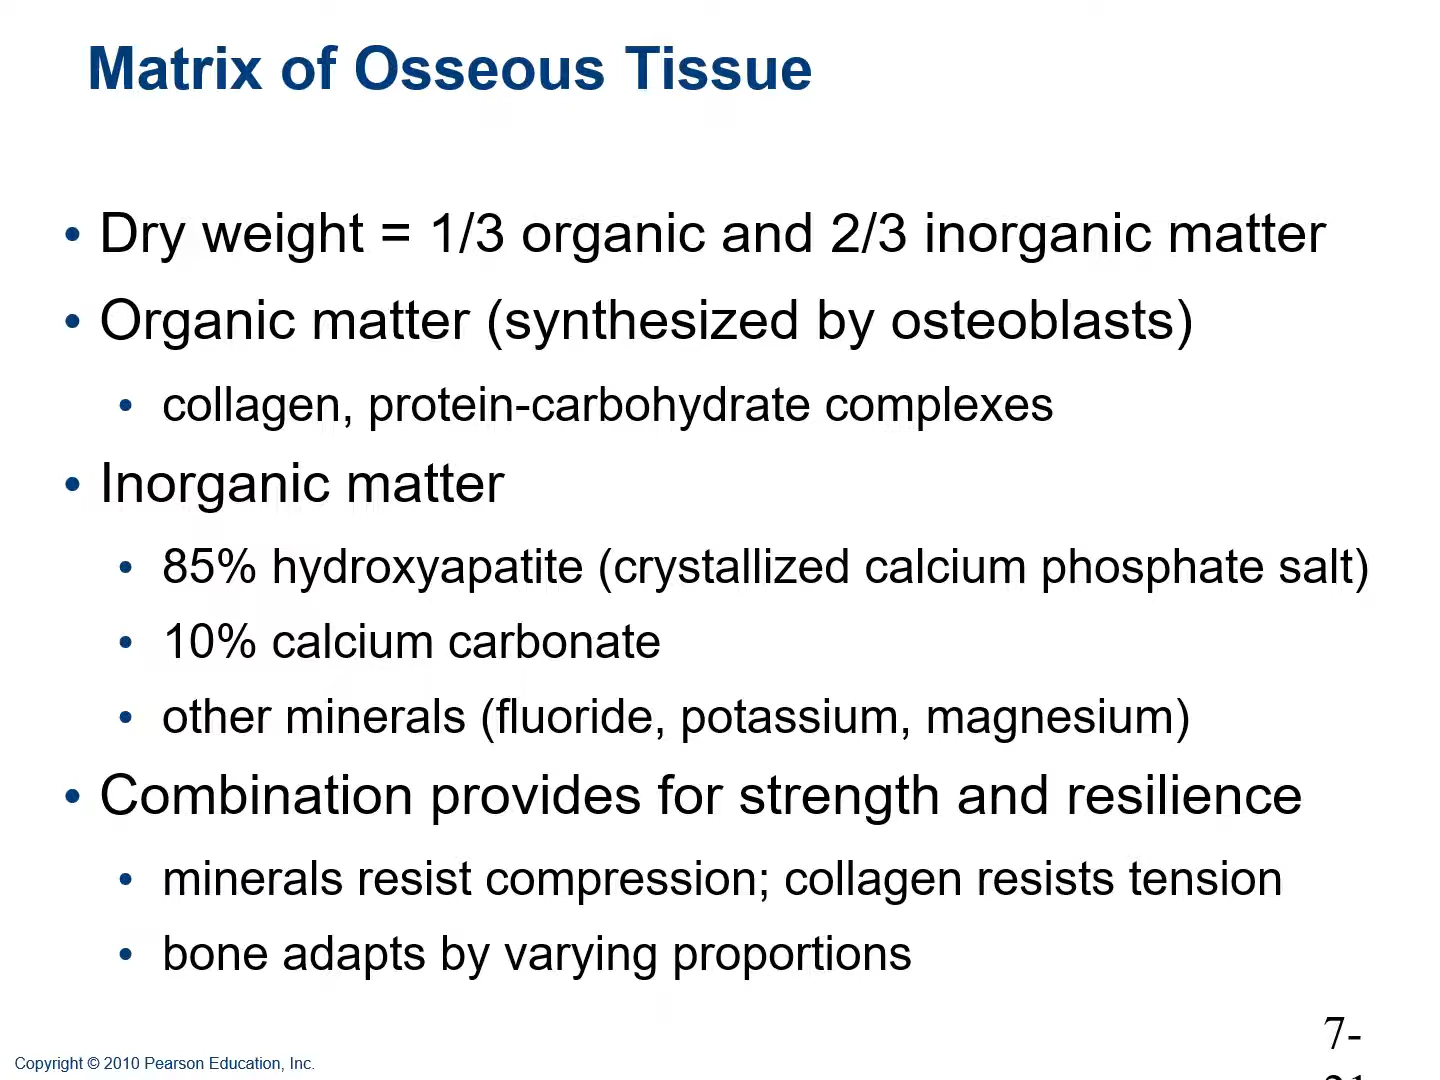 Matrix of Osseous Tissue
• Dry weight = 1/3 organic and 2/3 inorganic matter
• Organic matter (synthesized by osteoblasts)
• collagen, protein-carbohydrate complexes
• Inorganic matter
• 85% hydroxyapatite (crystallized calcium phosphate salt)
• 10% calcium carbonate
• other minerals (fluoride, potassium, magnesium)
• Combination provides for strength and resilience
• minerals resist compression; collagen resists tension
• bone adapts by varying proportions
7-
Copyright © 2010 Pearson Education, Inc.